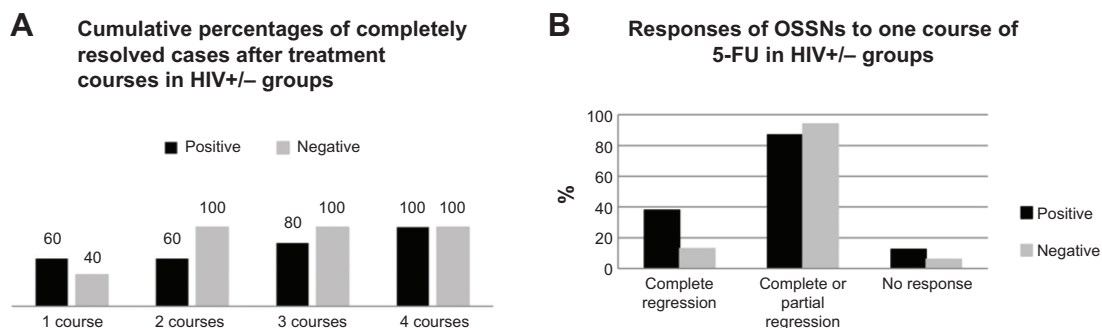 A
Cumulative percentages of completely
resolved cases after treatment
courses in HIV+/– groups
Positive
Negative
60
40
60
100
80
100
100
100
1 course
2 courses
3 courses
4 courses
B
Responses of OSSNs to one course of
5-FU in HIV+/– groups
100
80
60
40
20
0
%
Complete
regression
Complete or
partial
regression
No response
Positive
Negative